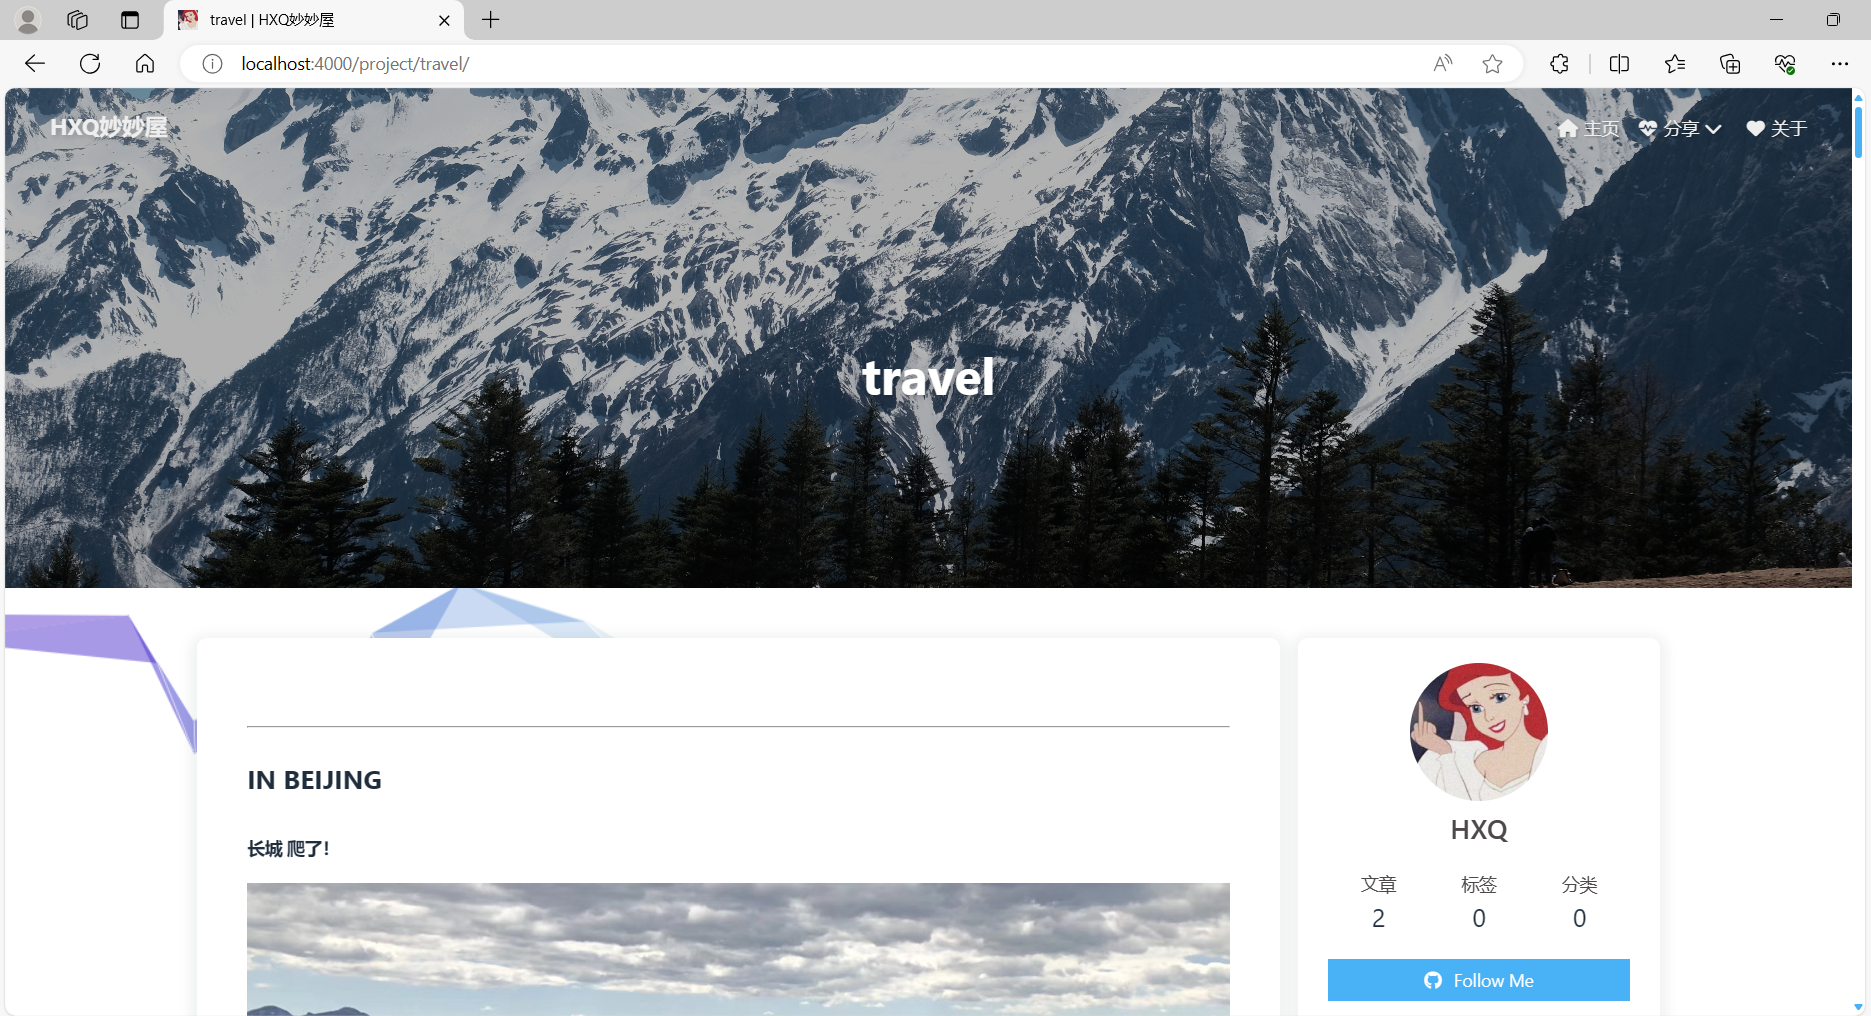 travel | HXQ妙妙屋
localhost:4000/project/travel/
HXQ妙妙屋
主页 分享 关于
travel
IN BEIJING
长城 爬了！
HXQ
文章 标签 分类
2 0 0
Follow Me